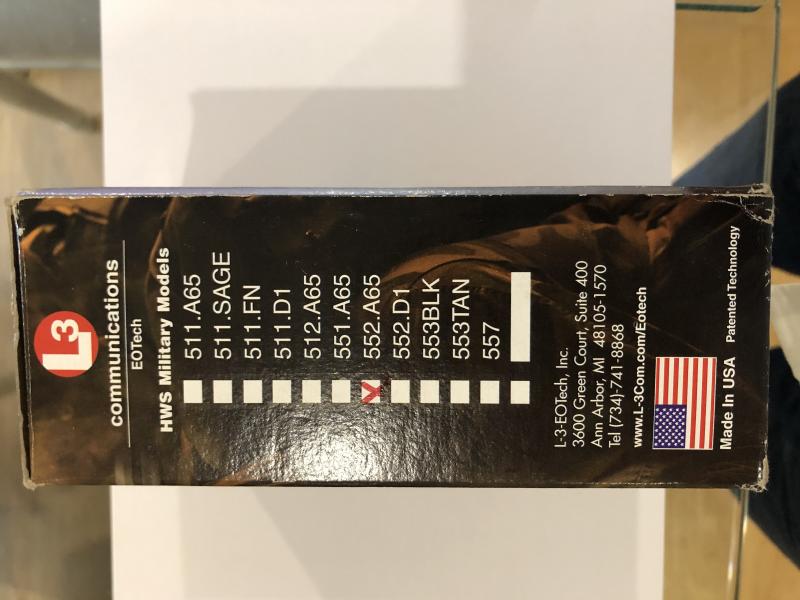 L3
communications
EOTech
HWS Military Models
511.A65
511.SAGE
511.FN
511.D1
512.A65
551.A65
552.A65
552.D1
553BLK
553TAN
557
L-3-EOTech, Inc.
3600 Green Court, Suite 400
Ann Arbor, MI 48105-1570
Tel (734)-741-8868
www.L-3Com.com/Eotech
Made In USA
Patented Technology